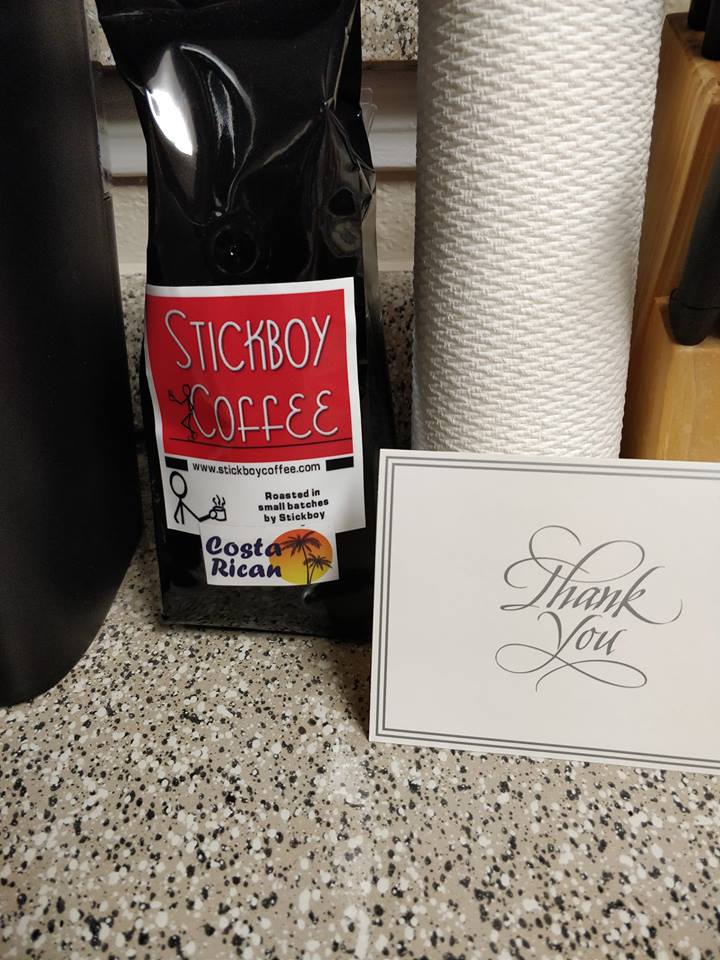 STICKBOY
COFFEE
www.stickboycoffee.com
Roasted in
small batches
by Stickboy
Costa
Rican
Thank
You